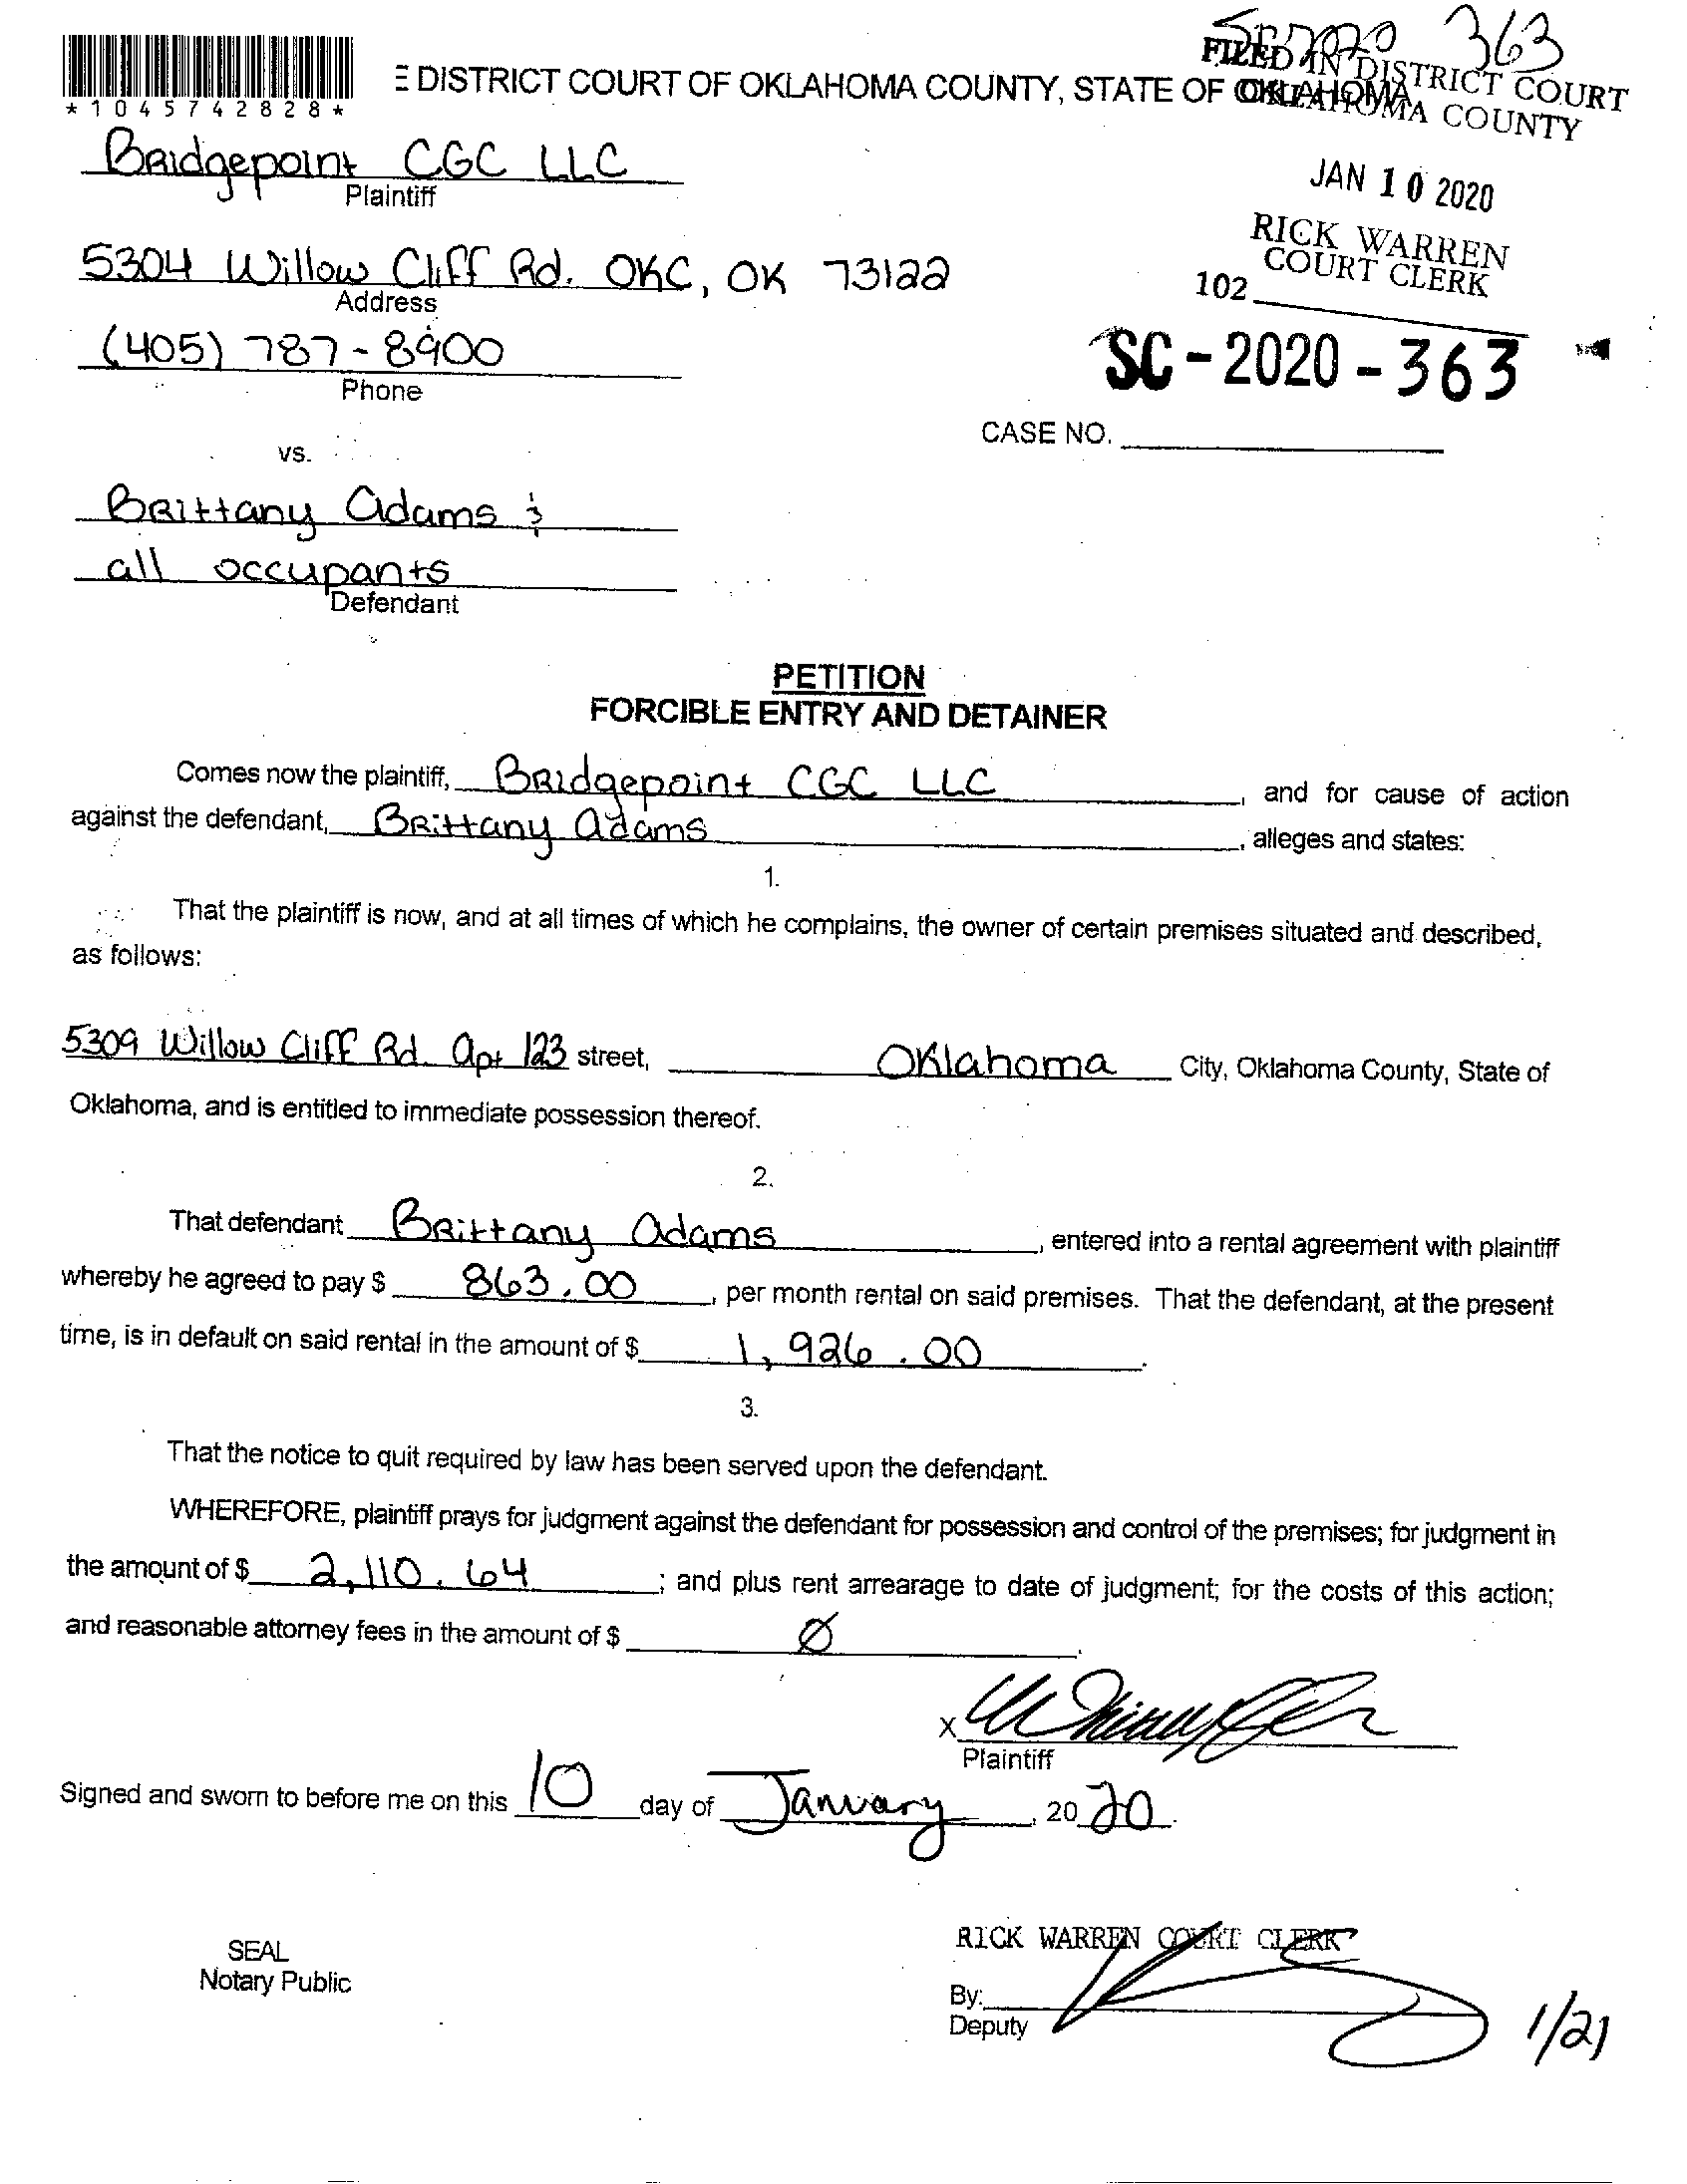 SC 2020 363
DISTRICT COURT OF OKLAHOMA COUNTY, STATE OF OKLAHOMA
FILED IN DISTRICT COURT
OKLAHOMA COUNTY
*1045742828*
Bridgepoint CGC LLC
Plaintiff
JAN 10 2020
RICK WARREN
COURT CLERK
102
5304 Willow Cliff Rd. OKC, OK 73122
Address
(405) 787-8900
Phone
SC-2020-363
CASE NO.
vs.
Brittany Adams &
all occupants
Defendant
PETITION
FORCIBLE ENTRY AND DETAINER
Comes now the plaintiff, Bridgepoint CGC LLC, and for cause of action
against the defendant, Brittany Adams, alleges and states:
1.
That the plaintiff is now, and at all times of which he complains, the owner of certain premises situated and described,
as follows:
5309 Willow Cliff Rd. Apt 123 street, Oklahoma City, Oklahoma County, State of
Oklahoma, and is entitled to immediate possession thereof.
2.
That defendant Brittany Adams, entered into a rental agreement with plaintiff
whereby he agreed to pay $ 863.00, per month rental on said premises. That the defendant, at the present
time, is in default on said rental in the amount of $ 1,926.00.
3.
That the notice to quit required by law has been served upon the defendant.
WHEREFORE, plaintiff prays for judgment against the defendant for possession and control of the premises; for judgment in
the amount of $ 2,110.64; and plus rent arrearage to date of judgment; for the costs of this action;
and reasonable attorney fees in the amount of $ Ø.
X
Plaintiff
Signed and sworn to before me on this 10 day of January, 2020.
SEAL
Notary Public
RICK WARREN COURT CLERK
By:
Deputy
1/21